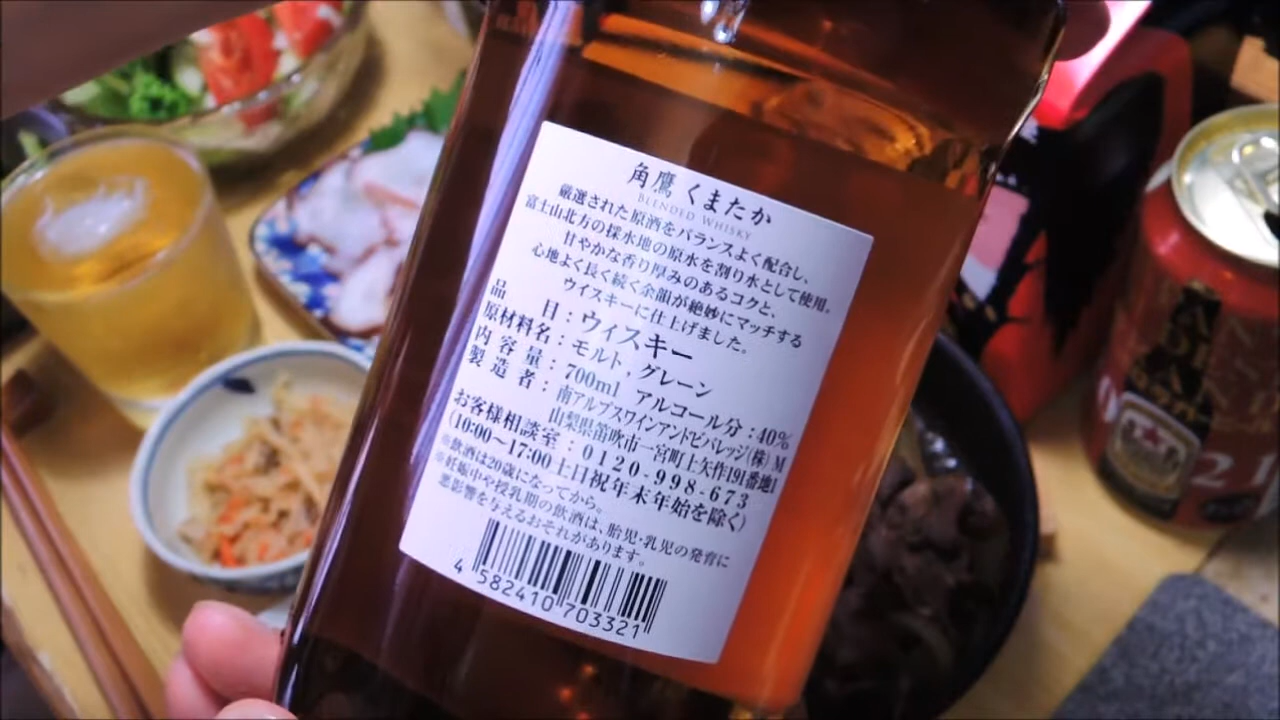 角鷹 くまたか
BLENDED WHISKY
厳選された原酒をバランスよく配合し、
富士山北方の採水地の原水を割り水として使用。
甘やかな香り厚みのあるコクと、
心地よく長く続く余韻が絶妙にマッチする
ウイスキーに仕上げました。
品目：ウィスキー
原材料名：モルト，グレーン
内容量：700ml アルコール分：40%
製造者：南アルプスワインアンドビバレッジ(株) M
山梨県笛吹市一宮町上矢作191番地1
お客様相談室：0120-998-673
(10:00～17:00 土日祝年末年始を除く)
※飲酒は20歳になってから。
※妊娠中や授乳期の飲酒は、胎児・乳児の発育に
悪影響を与えるおそれがあります。
4 582410 703321